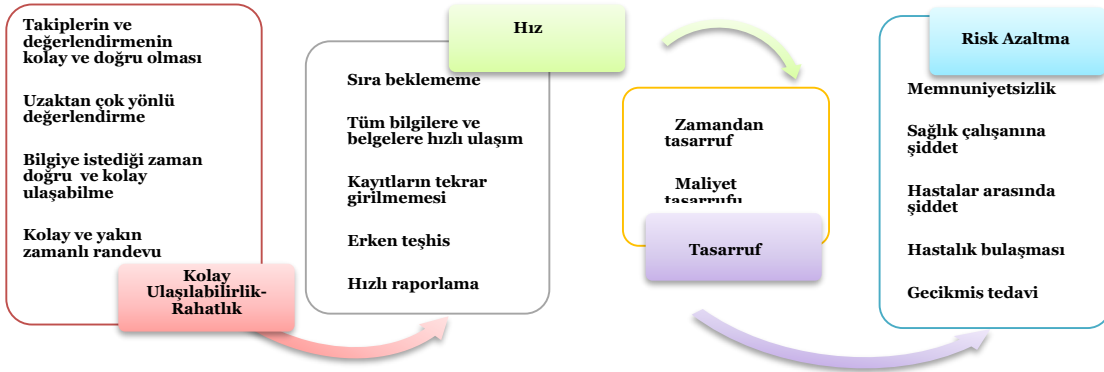 Takiplerin ve
değerlendirmenin
kolay ve doğru olması
Uzaktan çok yönlü
değerlendirme
Bilgiye istediği zaman
doğru ve kolay
ulaşabilme
Kolay ve yakın
zamanlı randevu
Kolay
Ulaşılabilirlik-
Rahatlık
Hız
Sıra beklememe
Tüm bilgilere ve
belgelere hızlı ulaşım
Kayıtların tekrar
girilmemesi
Erken teşhis
Hızlı raporlama
Zamandan
tasarruf
Maliyet
tasarrufu
Tasarruf
Risk Azaltma
Memnuniyetsizlik
Sağlık çalışanına
şiddet
Hastalar arasında
şiddet
Hastalık bulaşması
Gecikmiş tedavi